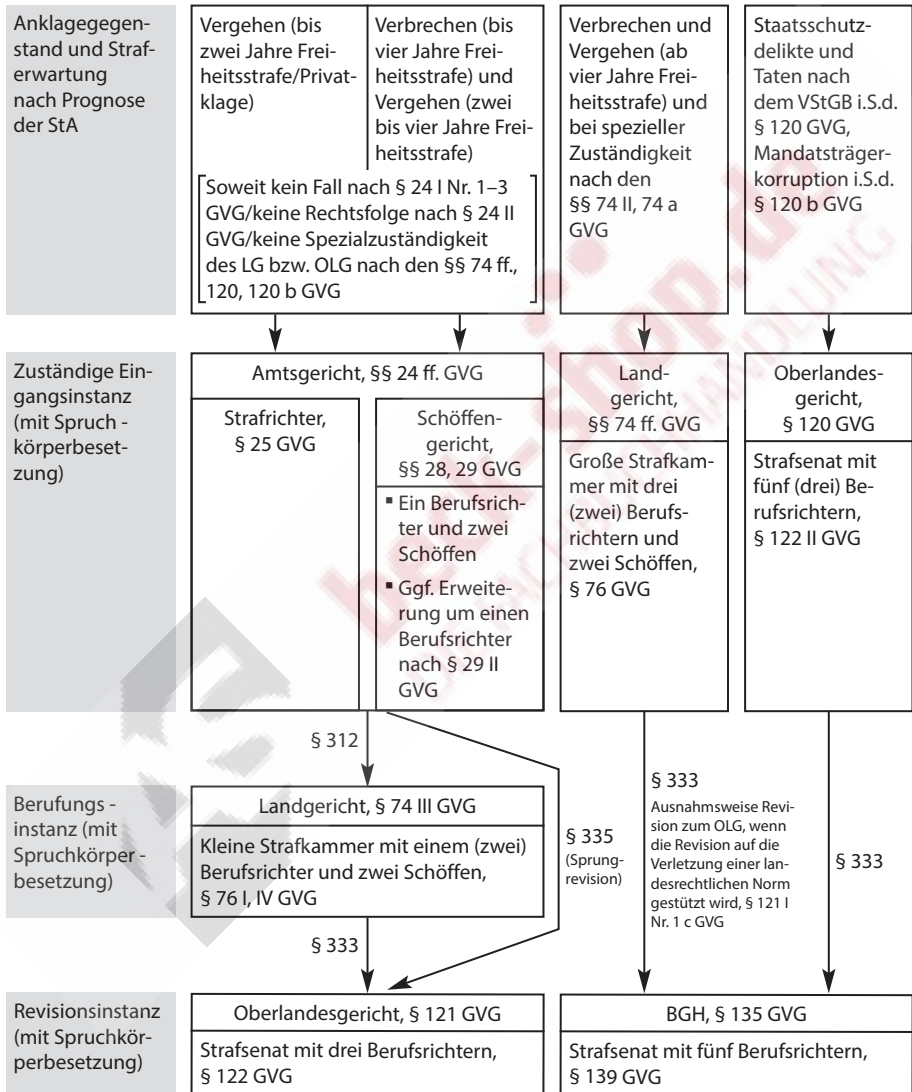 Anklagegegen-
stand und Straf-
erwartung
nach Prognose
der StA
Vergehen (bis
zwei Jahre Frei-
heitsstrafe/Privat-
klage)
Verbrechen (bis
vier Jahre Frei-
heitsstrafe) und
Vergehen (zwei
bis vier Jahre Frei-
heitsstrafe)
Soweit kein Fall nach § 24 I Nr. 1–3
GVG/keine Rechtsfolge nach § 24 II
GVG/keine Spezialzuständigkeit
des LG bzw. OLG nach den §§ 74 ff.,
120, 120 b GVG
Verbrechen und
Vergehen (ab
vier Jahre Frei-
heitsstrafe) und
bei spezieller
Zuständigkeit
nach den
§§ 74 II, 74 a
GVG
Staatsschutz-
delikte und
Taten nach
dem VStGB i.S.d.
§ 120 GVG,
Mandatsträger-
korruption i.S.d.
§ 120 b GVG
Zuständige Ein-
gangsinstanz
(mit Spruch -
körperbeset-
zung)
Amtsgericht, §§ 24 ff. GVG
Strafrichter,
§ 25 GVG
Schöffen-
gericht,
§§ 28, 29 GVG
▪ Ein Berufsrich-
ter und zwei
Schöffen
▪ Ggf. Erweite-
rung um einen
Berufsrichter
nach § 29 II
GVG
Land-
gericht,
§§ 74 ff. GVG
Große Strafkam-
mer mit drei
(zwei) Berufs-
richtern und
zwei Schöffen,
§ 76 GVG
Oberlandes-
gericht,
§ 120 GVG
Strafsenat mit
fünf (drei) Be-
rufsrichtern,
§ 122 II GVG
§ 312
Berufungs -
instanz (mit
Spruchkörper -
besetzung)
Landgericht, § 74 III GVG
Kleine Strafkammer mit einem (zwei)
Berufsrichter und zwei Schöffen,
§ 76 I, IV GVG
§ 335
(Sprung-
revision)
§ 333
Ausnahmsweise Revi-
sion zum OLG, wenn
die Revision auf die
Verletzung einer lan-
desrechtlichen Norm
gestützt wird, § 121 I
Nr. 1 c GVG
§ 333
§ 333
Revisionsinstanz
(mit Spruchkör-
perbesetzung)
Oberlandesgericht, § 121 GVG
Strafsenat mit drei Berufsrichtern,
§ 122 GVG
BGH, § 135 GVG
Strafsenat mit fünf Berufsrichtern,
§ 139 GVG
beck-shop.de
DIE FACHBUCHHANDLUNG